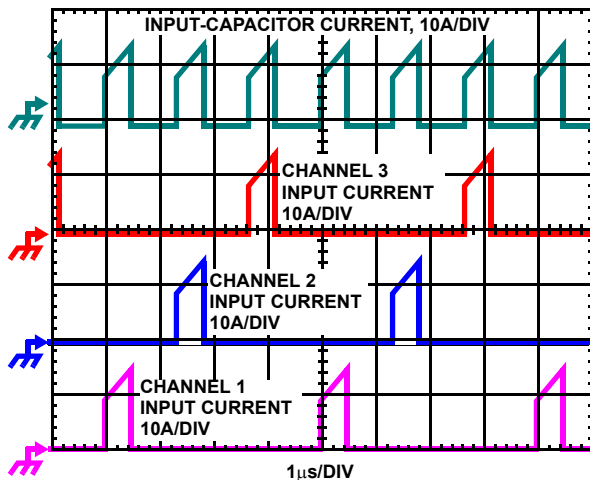 INPUT-CAPACITOR CURRENT, 10A/DIV
CHANNEL 3
INPUT CURRENT
10A/DIV
CHANNEL 2
INPUT CURRENT
10A/DIV
CHANNEL 1
INPUT CURRENT
10A/DIV
1μs/DIV